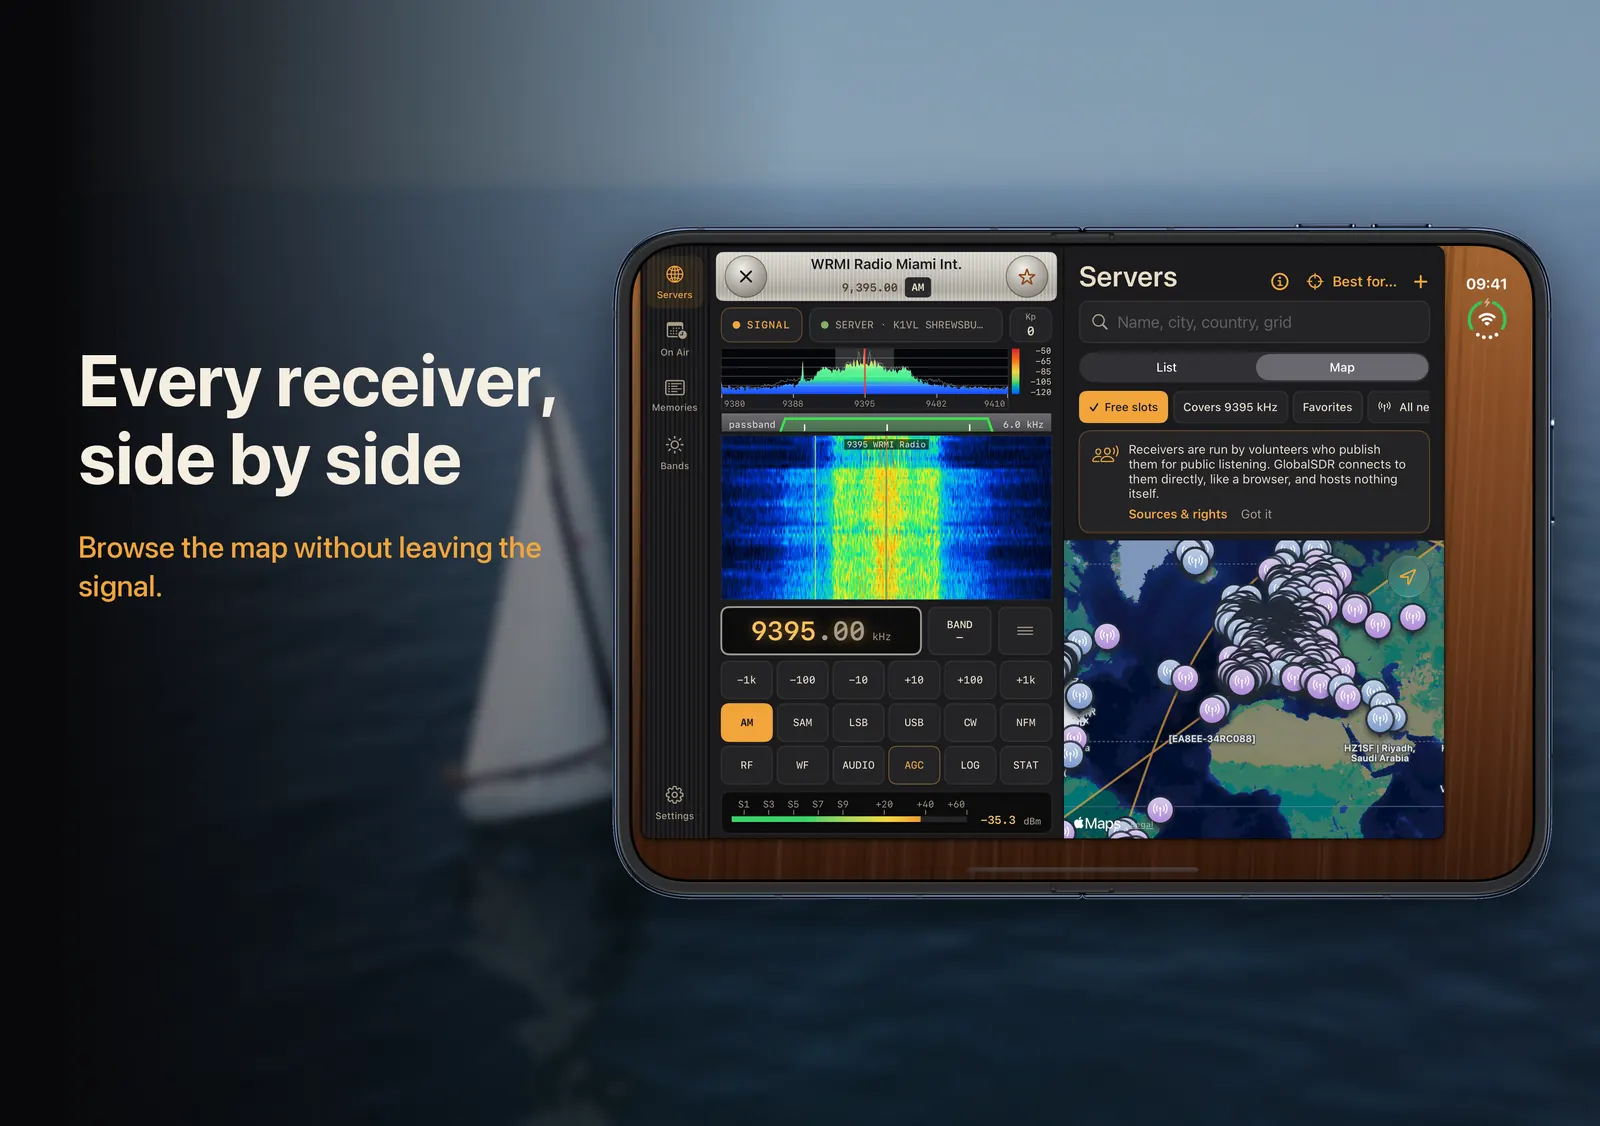 Every receiver,
side by side
Browse the map without leaving the
signal.
Servers
On Air
Memories
Bands
Settings
WRMI Radio Miami Int.
9,395.00 AM
SIGNAL
SERVER · K1VL SHREWSBU…
Kp
0
-50
-65
-85
-105
-120
9380 9388 9395 9402 9410
passband 6.0 kHz
9395 WRMI Radio
9395.00 kHz
BAND
–
-1k -100 -10 +10 +100 +1k
AM SAM LSB USB CW NFM
RF WF AUDIO AGC LOG STAT
S1 S3 S5 S7 S9 +20 +40 +60
-35.3 dBm
Servers
Best for...
Name, city, country, grid
List Map
✓ Free slots Covers 9395 kHz Favorites All ne
Receivers are run by volunteers who publish
them for public listening. GlobalSDR connects to
them directly, like a browser, and hosts nothing
itself.
Sources & rights Got it
[EA8EE-34RC088]
HZ1SF | Riyadh,
Saudi Arabia
Maps
09:41